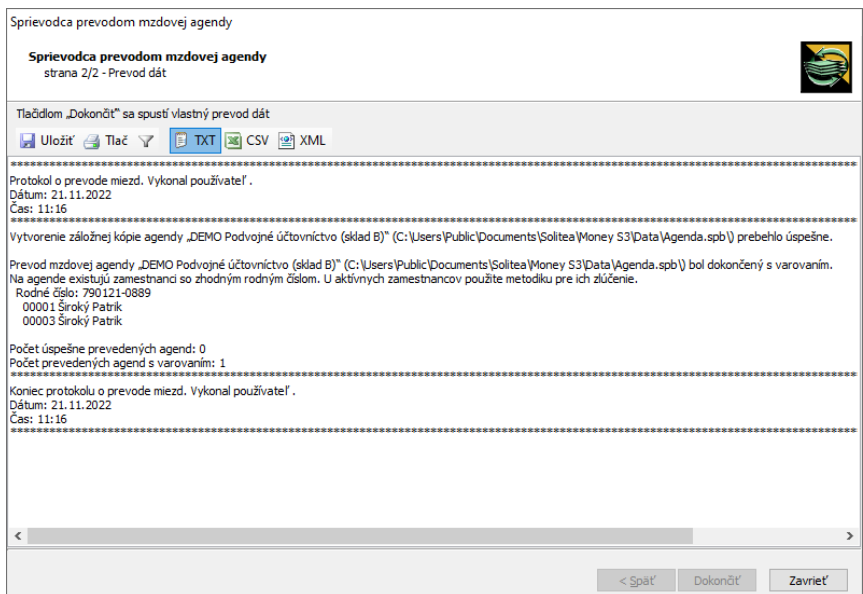 Sprievodca prevodom mzdovej agendy
Sprievodca prevodom mzdovej agendy
strana 2/2 - Prevod dát
Tlačidlom „Dokončiť“ sa spustí vlastný prevod dát
Uložiť Tlač TXT CSV XML
************************************************************************************************************************
Protokol o prevode miezd. Vykonal používateľ .
Dátum: 21.11.2022
Čas: 11:16
************************************************************************************************************************
Vytvorenie záložnej kópie agendy „DEMO Podvojné účtovníctvo (sklad B)“ (C:\Users\Public\Documents\Solitea\Money S3\Data\Agenda.spb\) prebehlo úspešne.
Prevod mzdovej agendy „DEMO Podvojné účtovníctvo (sklad B)“ (C:\Users\Public\Documents\Solitea\Money S3\Data\Agenda.spb\) bol dokončený s varovaním.
Na agende existujú zamestnanci so zhodným rodným číslom. U aktívnych zamestnancov použite metodiku pre ich zlúčenie.
Rodné číslo: 790121-0889
00001 Široký Patrik
00003 Široký Patrik
Počet úspešne prevedených agend: 0
Počet prevedených agend s varovaním: 1
************************************************************************************************************************
Koniec protokolu o prevode miezd. Vykonal používateľ .
Dátum: 21.11.2022
Čas: 11:16
************************************************************************************************************************
< Späť Dokončiť Zavrieť